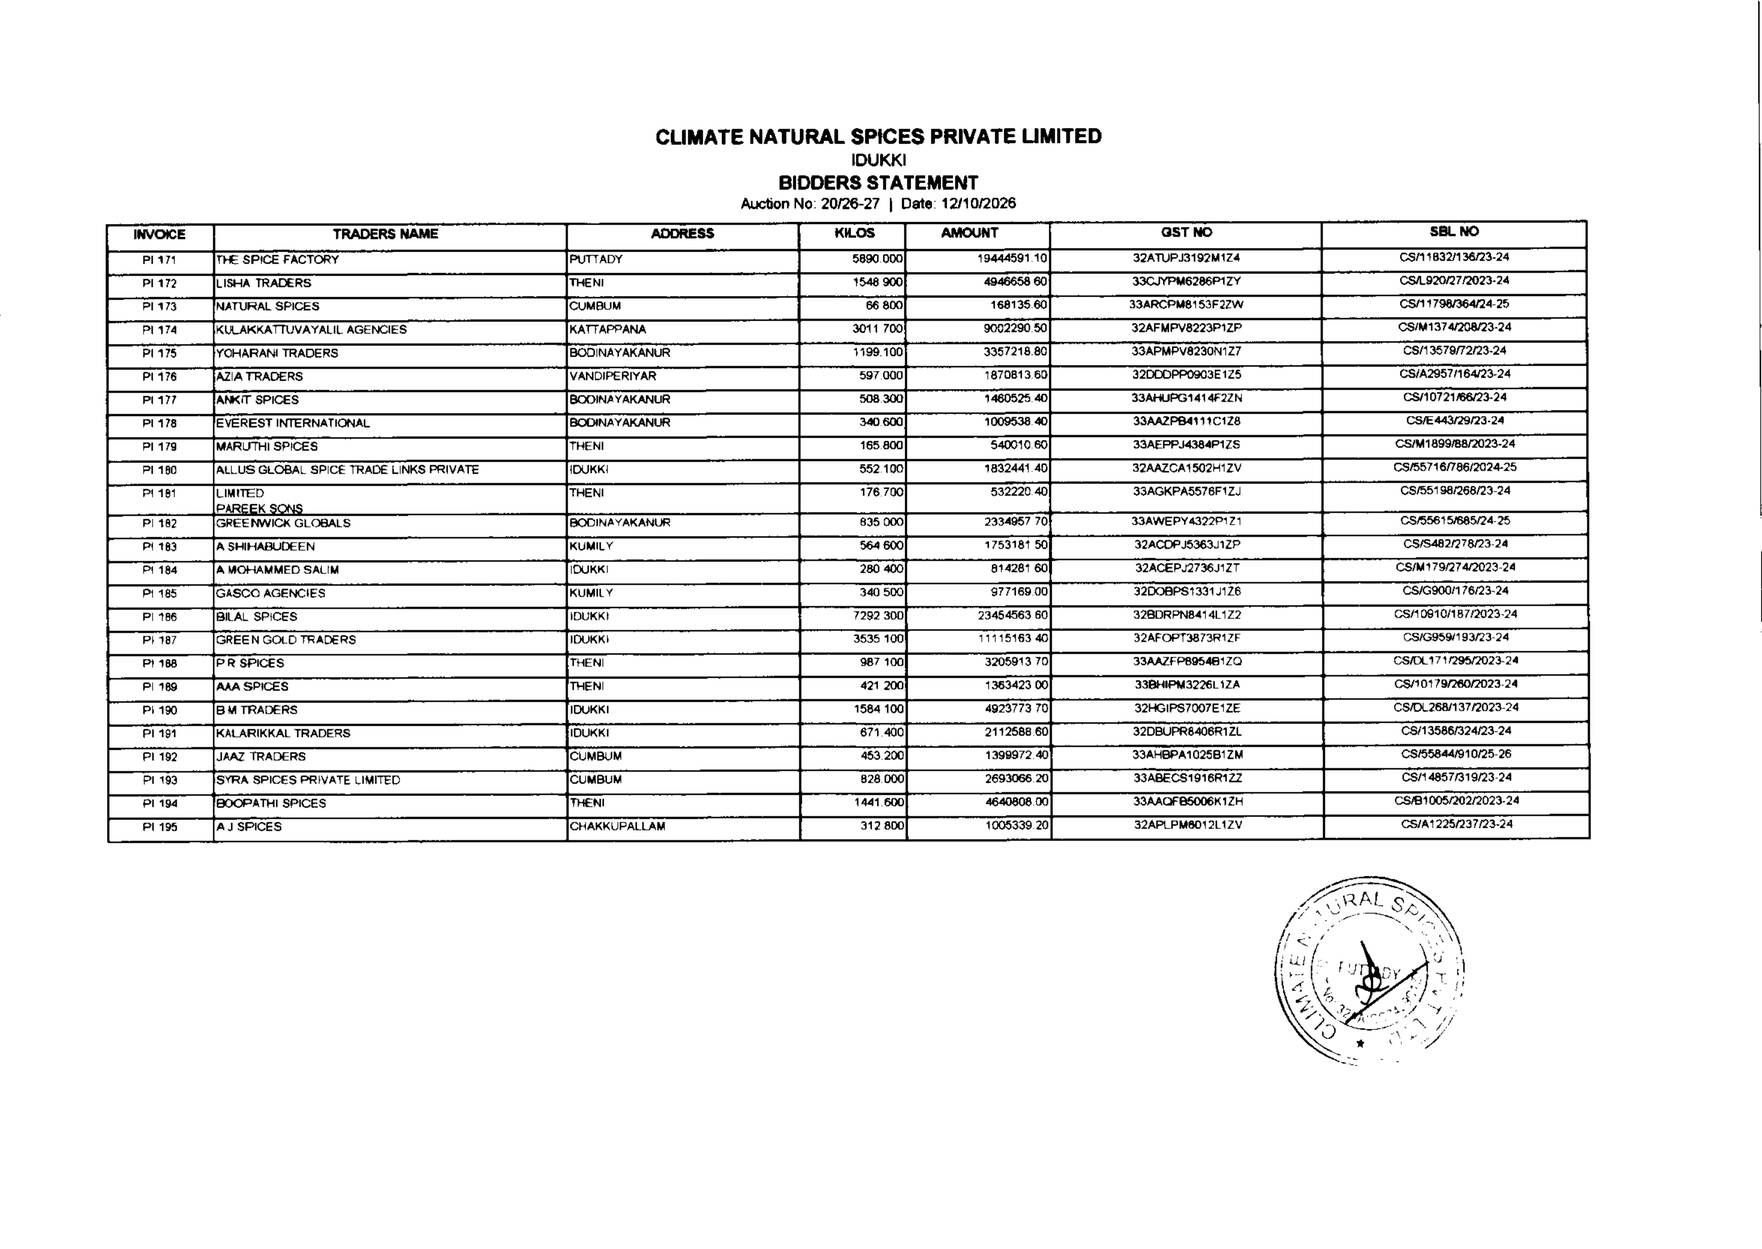 CLIMATE NATURAL SPICES PRIVATE LIMITED
IDUKKI
BIDDERS STATEMENT
Auction No: 20/26-27 | Date: 12/10/2026
INVOICE TRADERS NAME ADDRESS KILOS AMOUNT GST NO SBL NO
PI 171 THE SPICE FACTORY PUTTADY 5890.000 19444591.10 32ATUPJ3192M1Z4 CS/11832/136/23-24
PI 172 LISHA TRADERS THENI 1548 900 4946658 60 33CJYPM6286P1ZY CS/L920/27/2023-24
PI 173 NATURAL SPICES CUMBUM 66 800 168135.60 33ARCPM8153F2ZW CS/11798/364/24-25
PI 174 KULAKKATTUVAYALIL AGENCIES KATTAPPANA 3011 700 9002290.50 32AFMPV8223P1ZP CS/M1374/208/23-24
PI 175 YOHARANI TRADERS BODINAYAKANUR 1199.100 3357218.80 33APMPV8230N1Z7 CS/13579/72/23-24
PI 176 AZIA TRADERS VANDIPERIYAR 597.000 1870813.60 32DDDPP0903E1Z5 CS/A2957/164/23-24
PI 177 ANKIT SPICES BODINAYAKANUR 508.300 1460525.40 33AHUPG1414F2ZN CS/10721/66/23-24
PI 178 EVEREST INTERNATIONAL BODINAYAKANUR 340 600 1009538.40 33AAZPB4111C1Z8 CS/E443/29/23-24
PI 179 MARUTHI SPICES THENI 165.800 540010.60 33AEPPJ4384P1ZS CS/M1899/88/2023-24
PI 180 ALLUS GLOBAL SPICE TRADE LINKS PRIVATE IDUKKI 552.100 1832441.40 32AAZCA1502H1ZV CS/55716/786/2024-25
PI 181 LIMITED THENI 176.700 532220.40 33AGKPA5576F1ZJ CS/55198/268/23-24
PAREEK SONS
PI 182 GREENWICK GLOBALS BODINAYAKANUR 835 000 2334957 70 33AWEPY4322P1Z1 CS/55615/685/24-25
PI 183 A SHIHABUDEEN KUMILY 564 600 1753181 50 32ACDPJ5363J1ZP CS/S482/278/23-24
PI 184 A MOHAMMED SALIM IDUKKI 280 400 814281 60 32ACEPJ2736J1ZT CS/M179/274/2023-24
PI 185 GASCO AGENCIES KUMILY 340 500 977169.00 32DOBPS1331J1Z6 CS/G900/176/23-24
PI 186 BILAL SPICES IDUKKI 7292 300 23454563 60 32BDRPN8414L1Z2 CS/10910/187/2023-24
PI 187 GREEN GOLD TRADERS IDUKKI 3535 100 11115163 40 32AFOPT3873R1ZF CS/G959/193/23-24
PI 188 P R SPICES THENI 987 100 3205913 70 33AAZFP8954B1ZQ CS/DL171/295/2023-24
PI 189 AAA SPICES THENI 421 200 1363423 00 33BHIPM3226L1ZA CS/10179/260/2023-24
PI 190 B M TRADERS IDUKKI 1584 100 4923773 70 32HGIPS7007E1ZE CS/DL268/137/2023-24
PI 191 KALARIKKAL TRADERS IDUKKI 671.400 2112588.60 32DBUPR8406R1ZL CS/13586/324/23-24
PI 192 JAAZ TRADERS CUMBUM 453.200 1399972.40 33AHBPA1025B1ZM CS/55844/910/25-26
PI 193 SYRA SPICES PRIVATE LIMITED CUMBUM 828.000 2693066.20 33ABECS1916R1ZZ CS/14857/319/23-24
PI 194 BOOPATHI SPICES THENI 1441.600 4640808.00 33AAQFB5006K1ZH CS/B1005/202/2023-24
PI 195 A J SPICES CHAKKUPALLAM 312 800 1005339.20 32APLPM6012L1ZV CS/A1225/237/23-24
CLIMATE NATURAL SPICES PVT LTD
PUTTADY